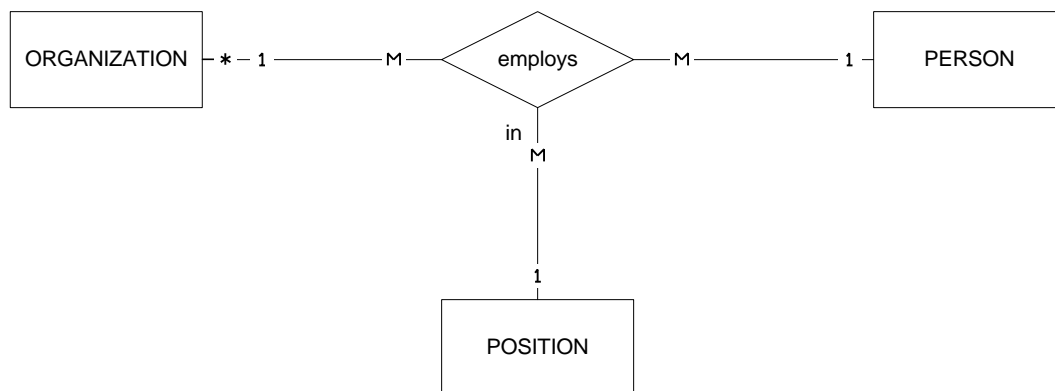 ORGANIZATION * 1 M employs M 1 PERSON
in
M
1
POSITION